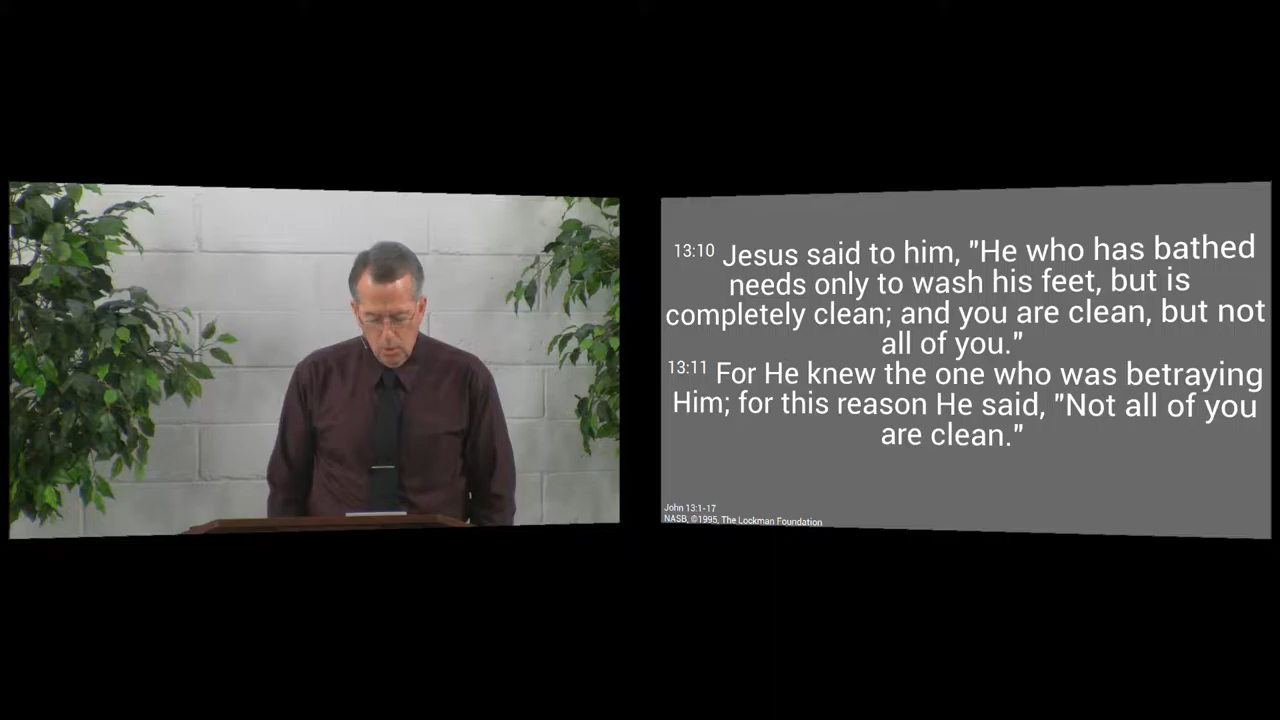 13:10 Jesus said to him, "He who has bathed
needs only to wash his feet, but is
completely clean; and you are clean, but not
all of you."
13:11 For He knew the one who was betraying
Him; for this reason He said, "Not all of you
are clean."
John 13:1-17
NASB, ©1995, The Lockman Foundation